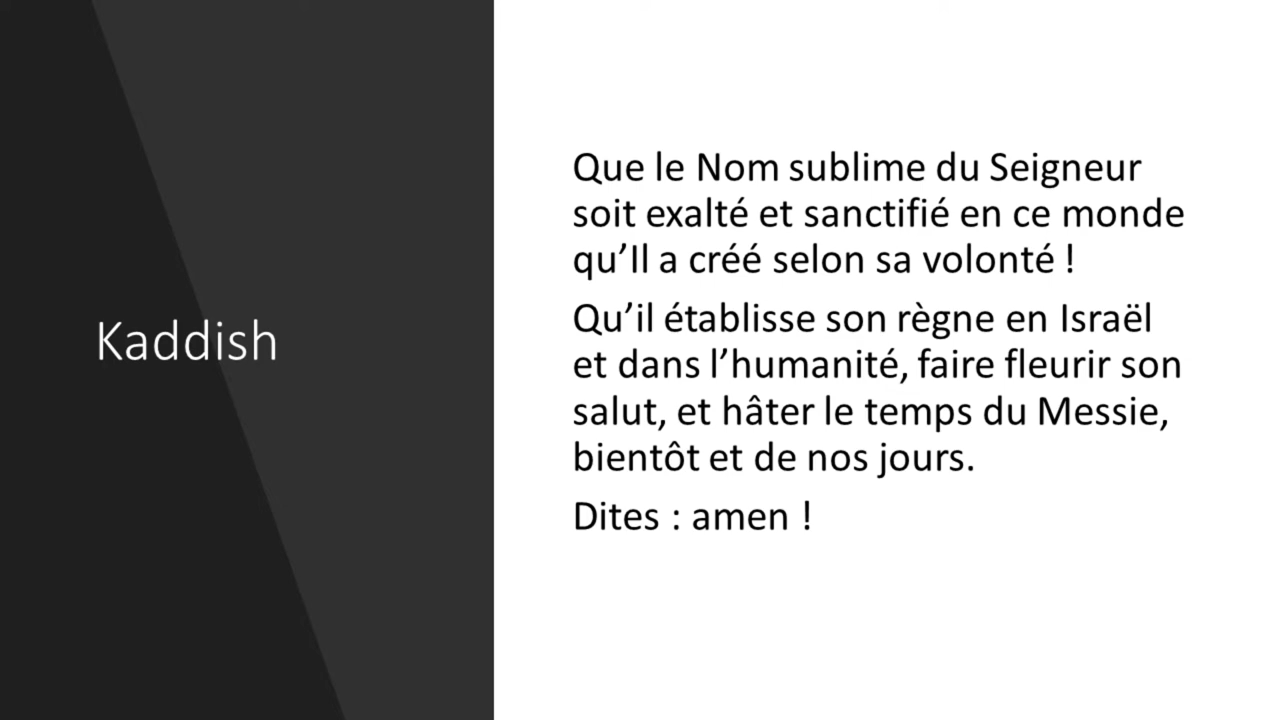 Kaddish
Que le Nom sublime du Seigneur
soit exalté et sanctifié en ce monde
qu’Il a créé selon sa volonté !
Qu’il établisse son règne en Israël
et dans l’humanité, faire fleurir son
salut, et hâter le temps du Messie,
bientôt et de nos jours.
Dites : amen !